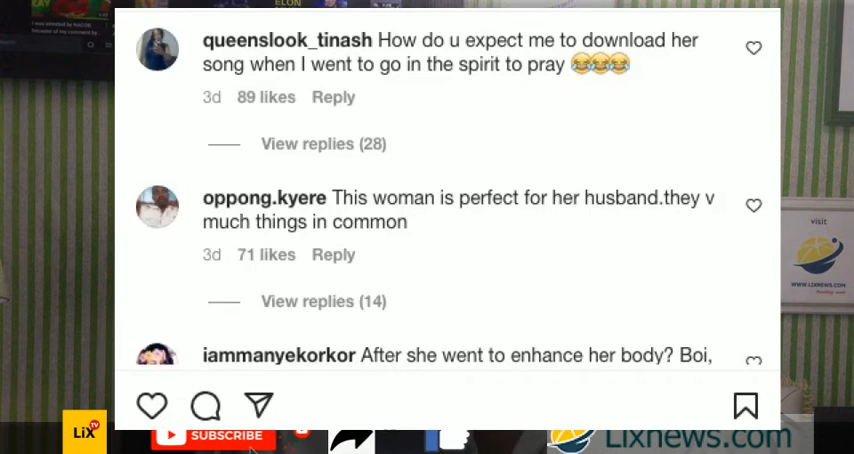 KAY
ELON
queenslook_tinash How do u expect me to download her
song when I went to go in the spirit to pray 😂😂😂
3d 89 likes Reply
View replies (28)
oppong.kyere This woman is perfect for her husband.they v
much things in common
3d 71 likes Reply
View replies (14)
iammanyekorkor After she went to enhance her body? Boi,
visit
WWW.LIXNEWS.COM
LiX TV
SUBSCRIBE
Lixnews.com